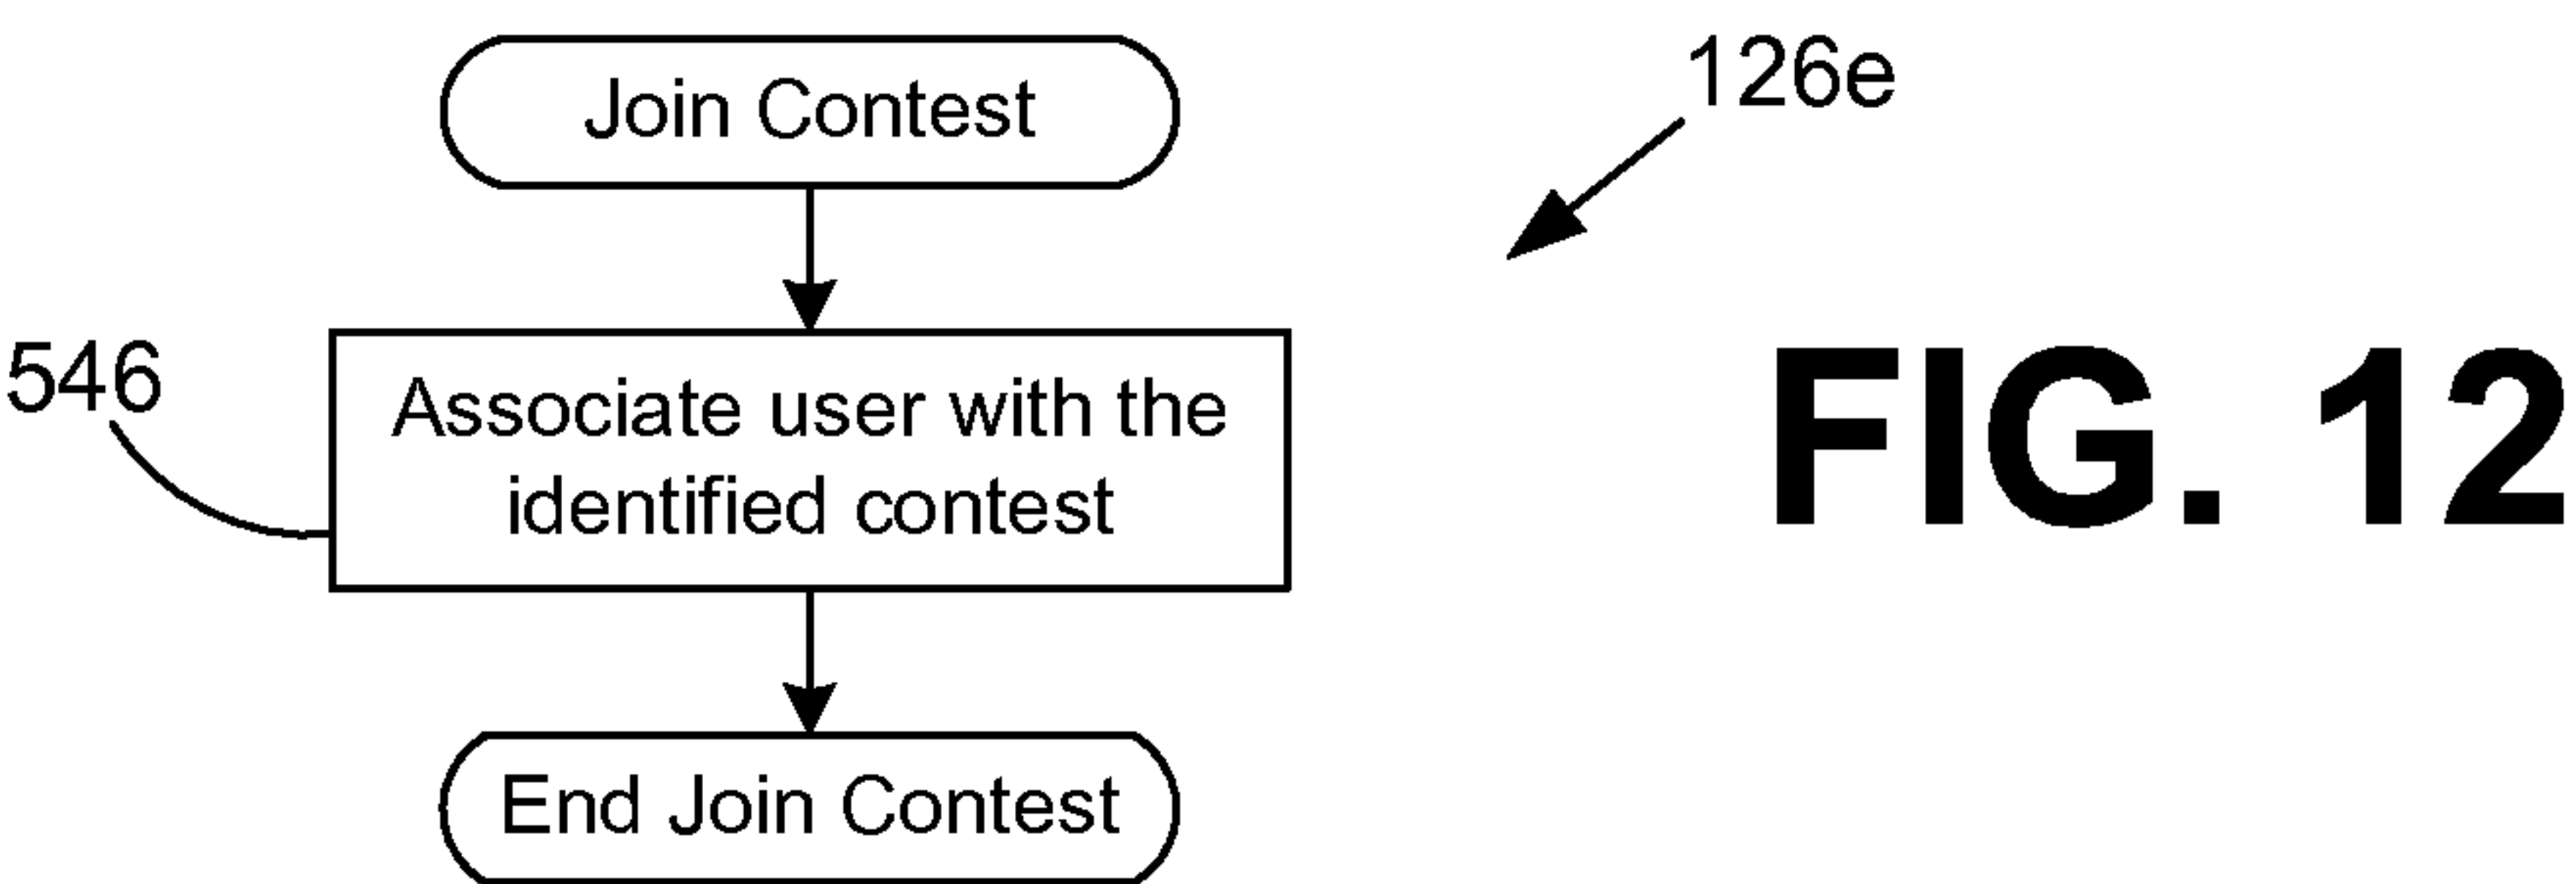 Join Contest
126e
546
Associate user with the
identified contest
FIG. 12
End Join Contest